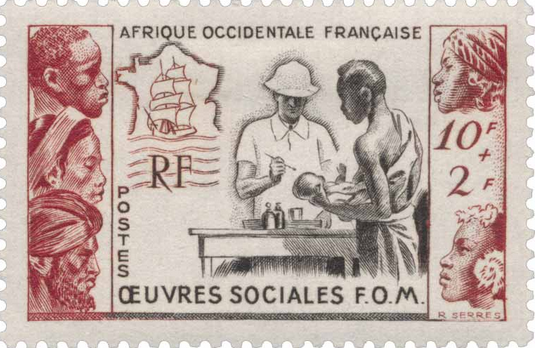 AFRIQUE OCCIDENTALE FRANÇAISE
10F
+
2F
RF
POSTES
ŒUVRES SOCIALES F.O.M.
R. SERRES